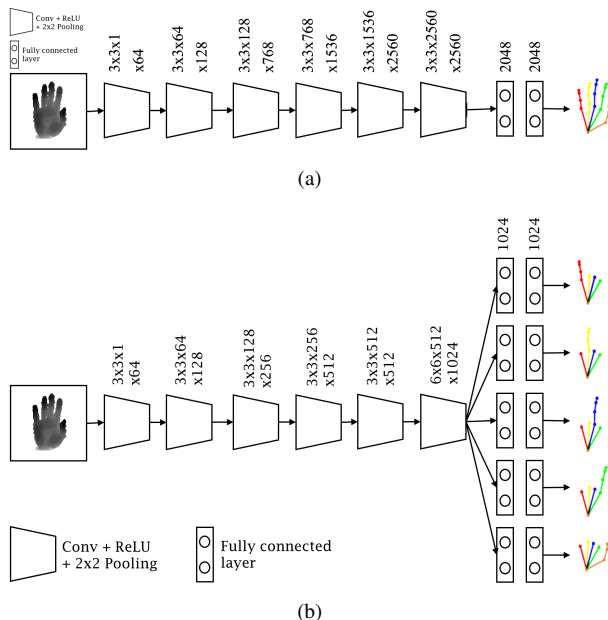 Conv + ReLU
+ 2x2 Pooling
Fully connected
layer
3x3x1
x64
3x3x64
x128
3x3x128
x768
3x3x768
x1536
3x3x1536
x2560
3x3x2560
x2560
2048
2048
(a)
1024
1024
3x3x1
x64
3x3x64
x128
3x3x128
x256
3x3x256
x512
3x3x512
x512
6x6x512
x1024
Conv + ReLU
+ 2x2 Pooling
Fully connected
layer
(b)